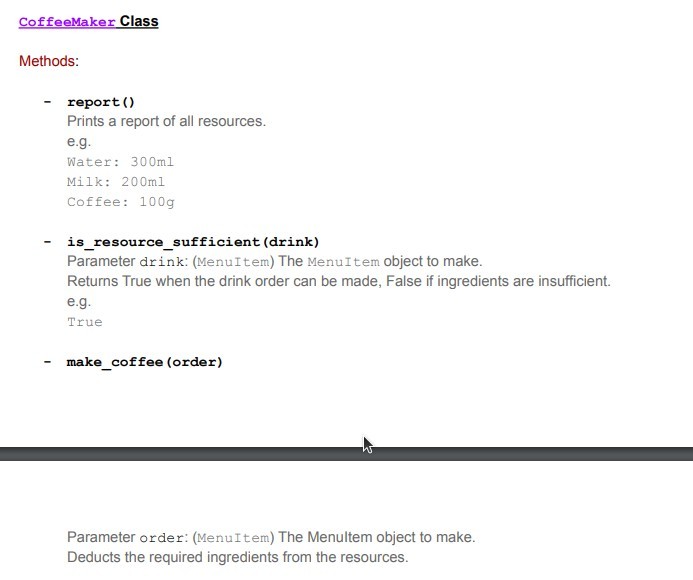 CoffeeMaker Class
Methods:
- report()
Prints a report of all resources.
e.g.
Water: 300ml
Milk: 200ml
Coffee: 100g
- is_resource_sufficient(drink)
Parameter drink: (MenuItem) The MenuItem object to make.
Returns True when the drink order can be made, False if ingredients are insufficient.
e.g.
True
- make_coffee(order)
Parameter order: (MenuItem) The MenuItem object to make.
Deducts the required ingredients from the resources.